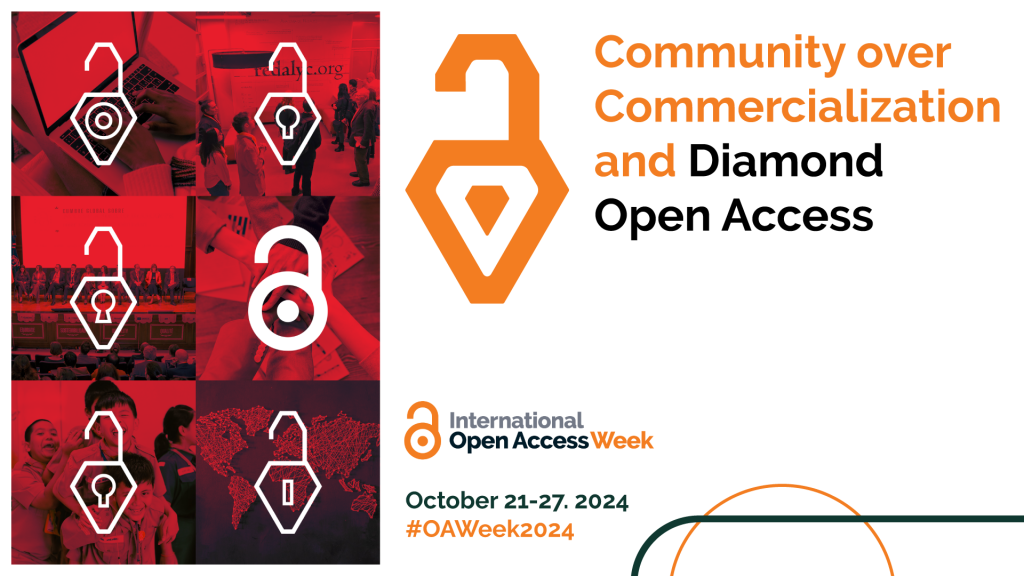 redalyc.org
Community over
Commercialization
and Diamond
Open Access
International
Open Access Week
October 21-27. 2024
#OAWeek2024